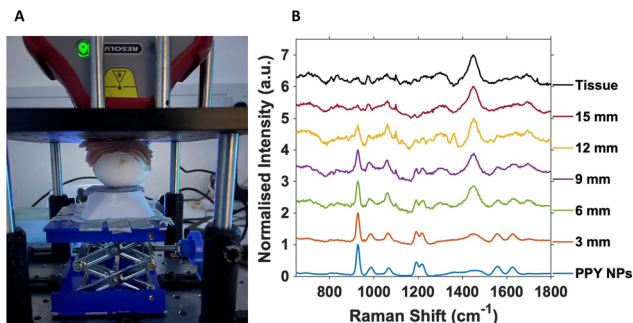 A
B
RESOLV
7
6
5
4
3
2
1
0
Normalised Intensity (a.u.)
Tissue
15 mm
12 mm
9 mm
6 mm
3 mm
PPY NPs
800 1000 1200 1400 1600 1800
Raman Shift (cm⁻¹)